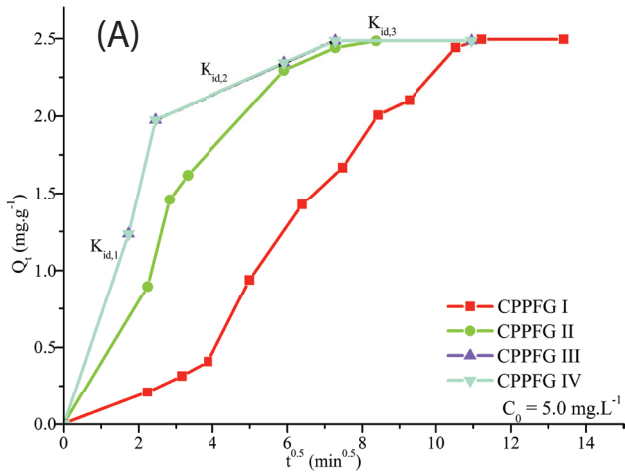 (A)
K_id,3
K_id,2
K_id,1
Q_t (mg.g⁻¹)
2.5
2.0
1.5
1.0
0.5
0.0
0 2 4 6 8 10 12 14
t^0.5 (min^0.5)
CPPFG I
CPPFG II
CPPFG III
CPPFG IV
C₀ = 5.0 mg.L⁻¹